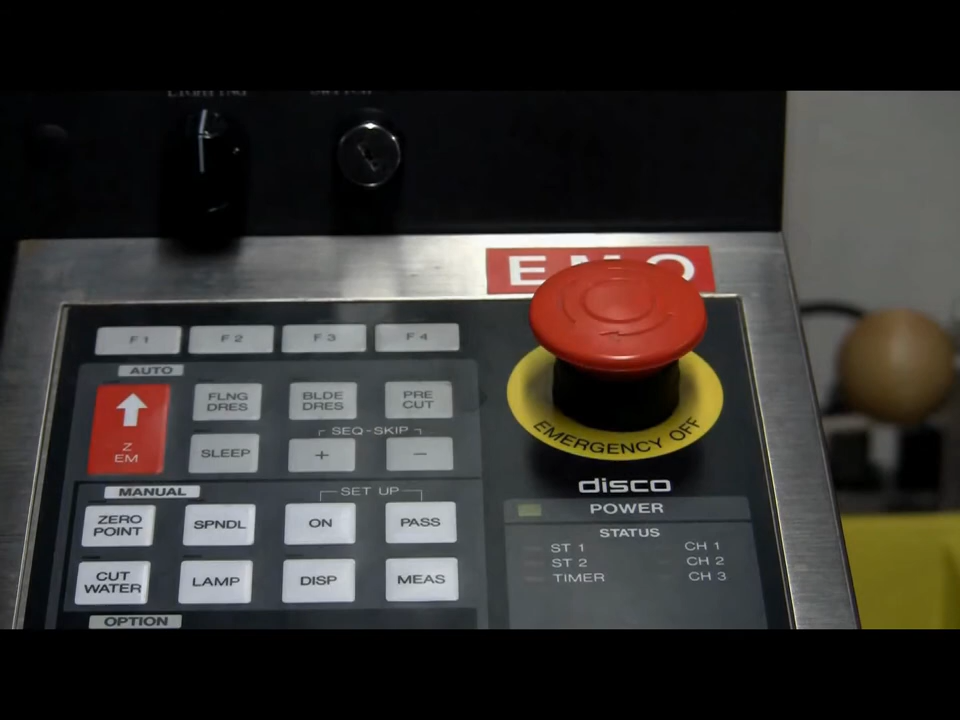 Lighting
EMO
F1 F2 F3 F4
AUTO
Z
EM
FLNG
DRES
BLDE
DRES
PRE
CUT
SEQ-SKIP
SLEEP
+
−
EMERGENCY OFF
MANUAL
SET UP
disco
ZERO
POINT
SPNDL
ON
PASS
POWER
STATUS
ST 1 CH 1
ST 2 CH 2
TIMER CH 3
CUT
WATER
LAMP
DISP
MEAS
OPTION